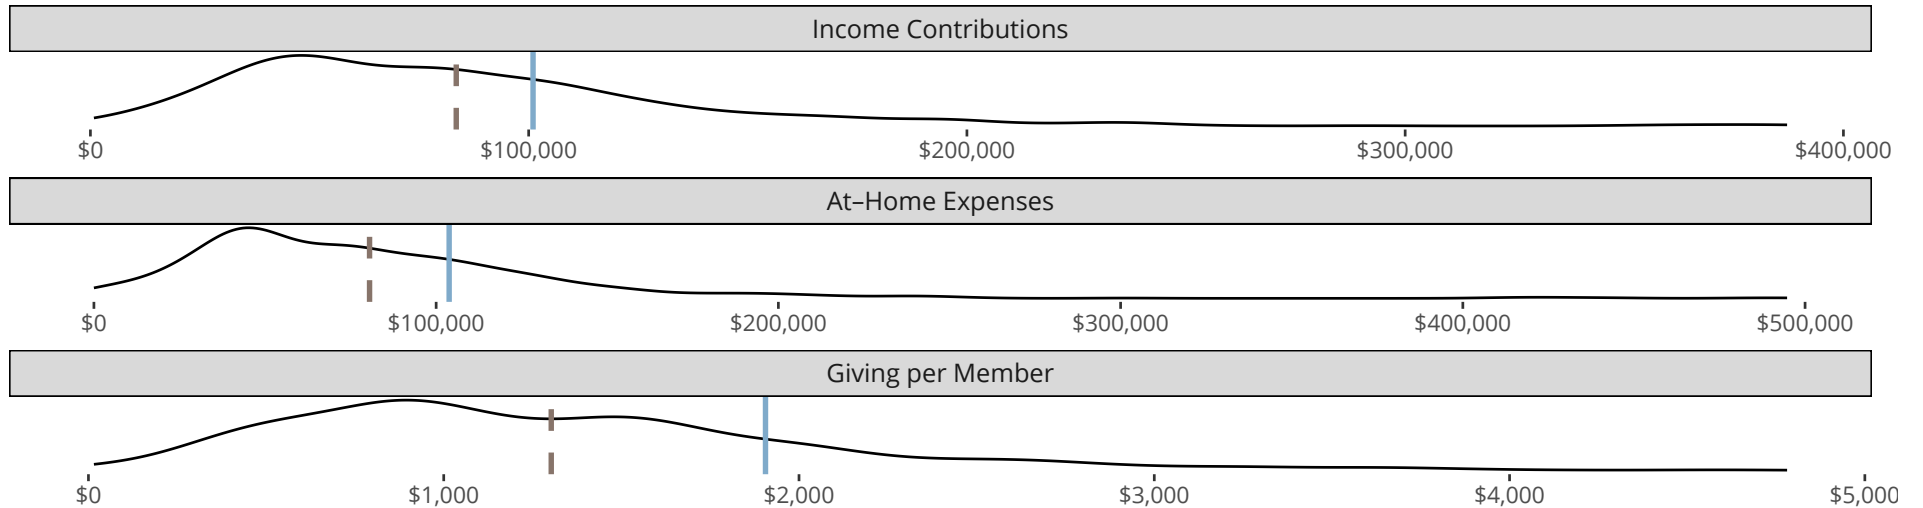 Income Contributions
$0 $100,000 $200,000 $300,000 $400,000
At–Home Expenses
$0 $100,000 $200,000 $300,000 $400,000 $500,000
Giving per Member
$0 $1,000 $2,000 $3,000 $4,000 $5,000